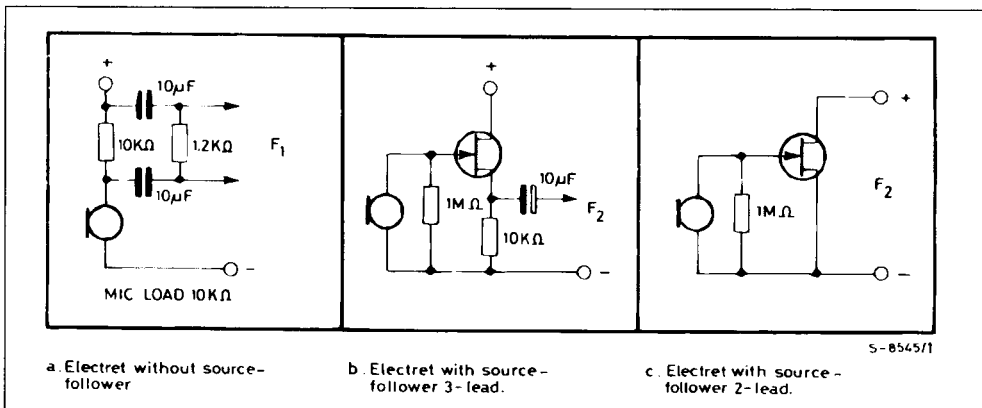 +
10µF
10KΩ
1.2KΩ
F1
10µF
-
MIC LOAD 10KΩ
+
10µF
1MΩ
F2
10KΩ
-
+
F2
1MΩ
-
S-8545/1
a. Electret without source-
follower
b. Electret with source-
follower 3-lead.
c. Electret with source-
follower 2-lead.